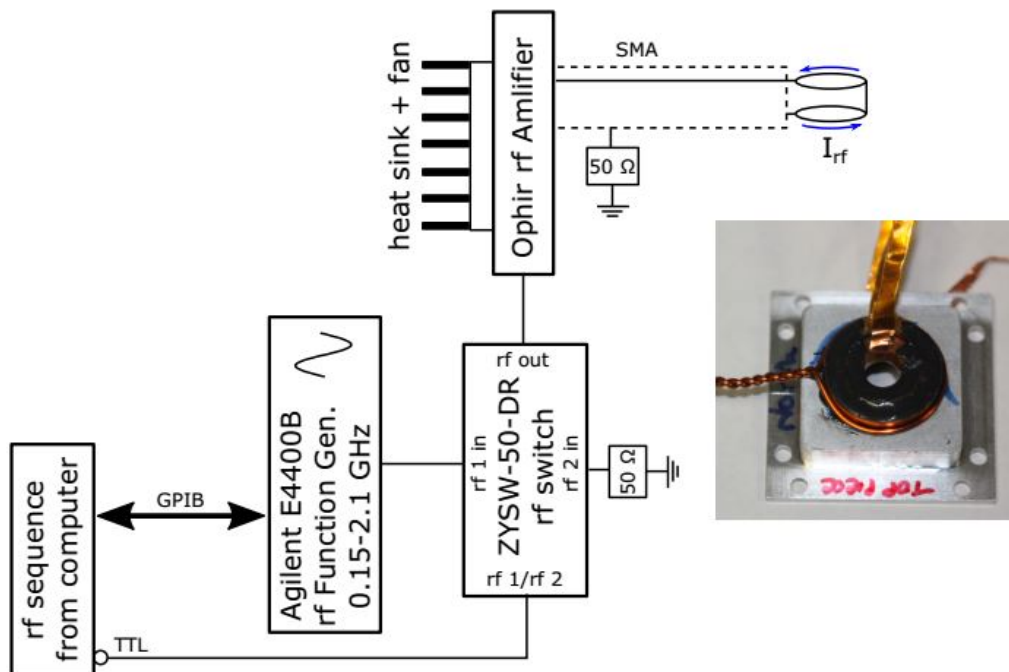 SMA
heat sink + fan
Ophir rf Amlifier
I_rf
50 Ω
rf out
Agilent E4400B
rf Function Gen.
0.15-2.1 GHz
rf 1 in
ZYSW-50-DR
rf switch
rf 2 in
50 Ω
rf 1/rf 2
GPIB
rf sequence
from computer
TTL
TOP PIECE